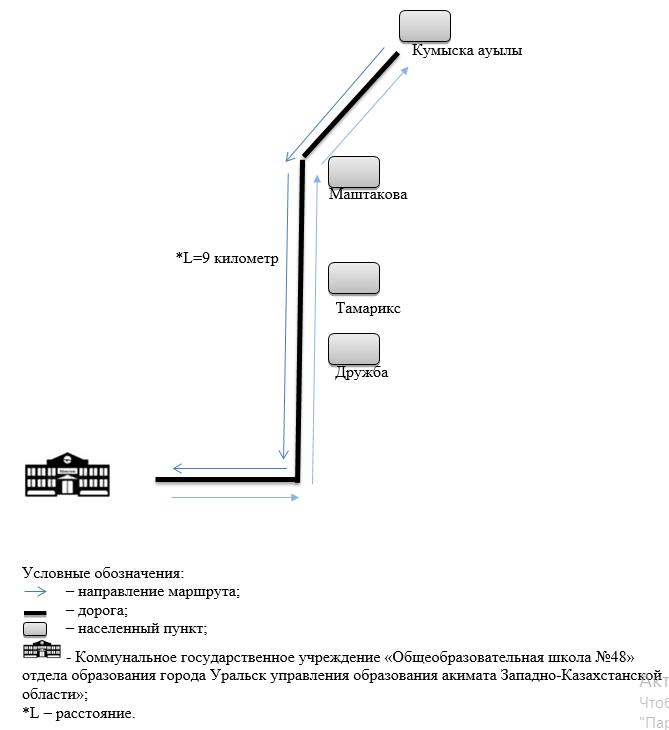 Кумыска ауылы
Маштакова
*L=9 километр
Тамарикс
Дружба
Условные обозначения:
– направление маршрута;
– дорога;
– населенный пункт;
- Коммунальное государственное учреждение «Общеобразовательная школа №48»
отдела образования города Уральск управления образования акимата Западно-Казахстанской
области»;
*L – расстояние.